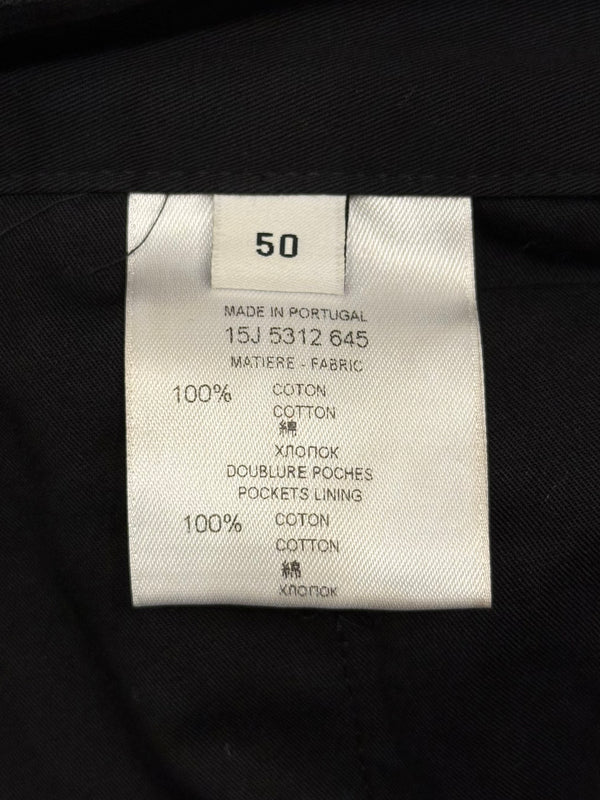 50
MADE IN PORTUGAL
15J 5312 645
MATIERE - FABRIC
100% COTON
COTTON
綿
ХЛОПОК
DOUBLURE POCHES
POCKETS LINING
100% COTON
COTTON
綿
ХЛОПОК